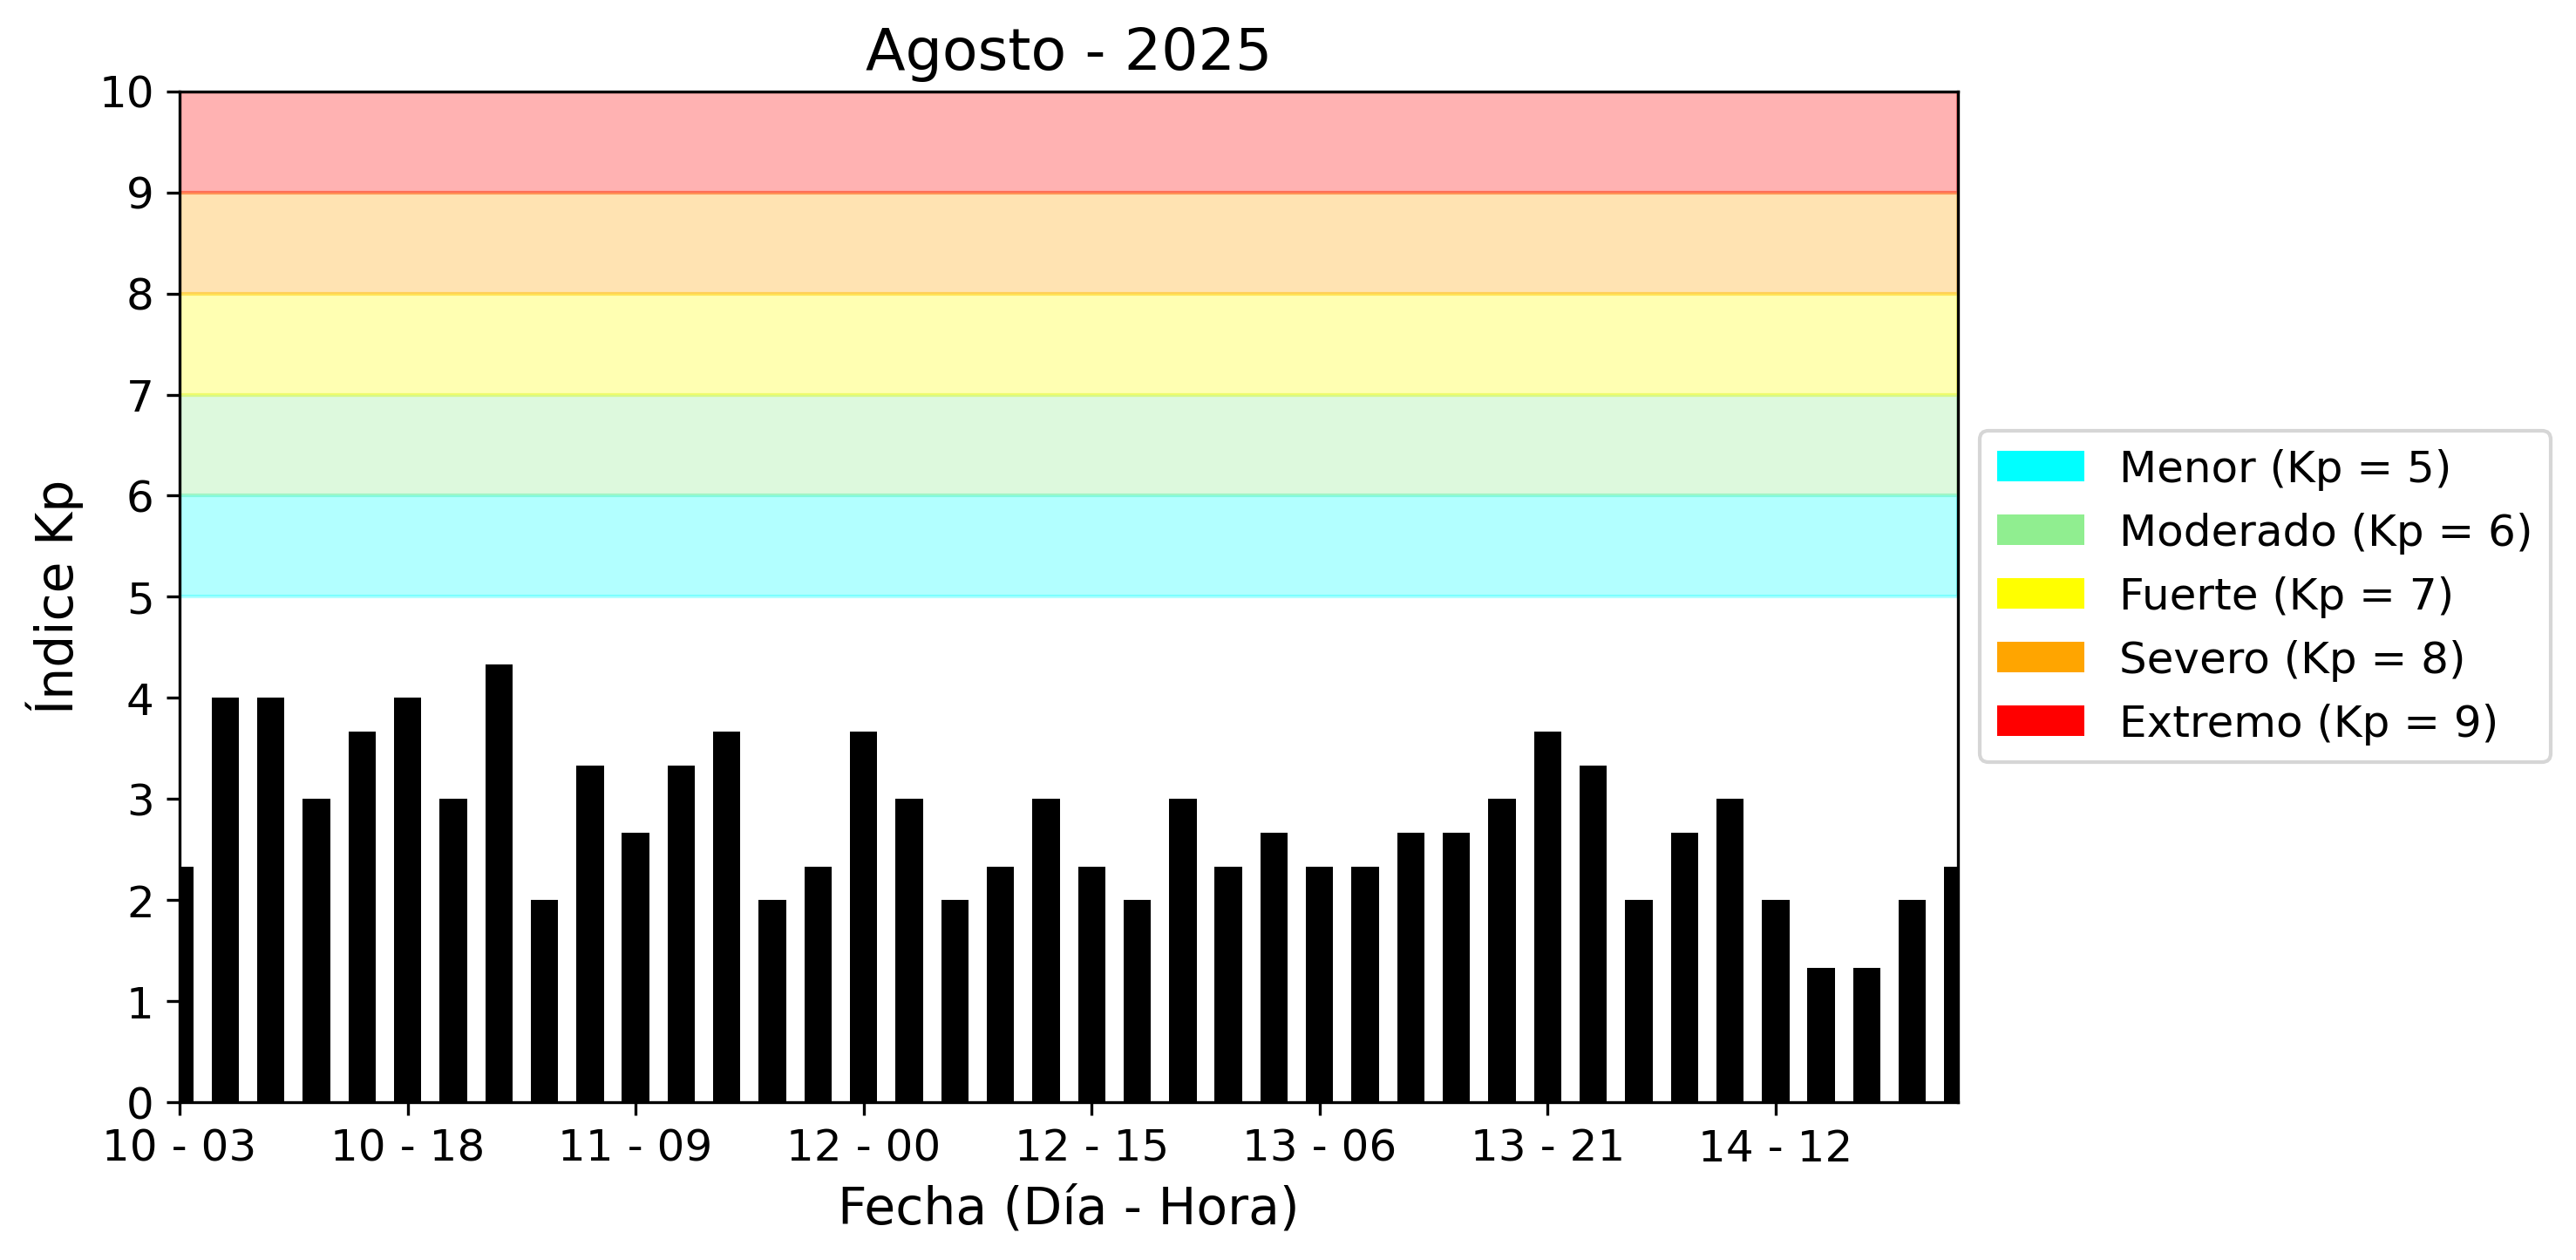 Agosto - 2025
Índice Kp
10
9
8
7
6
5
4
3
2
1
0
10 - 03
10 - 18
11 - 09
12 - 00
12 - 15
13 - 06
13 - 21
14 - 12
Fecha (Día - Hora)
Menor (Kp = 5)
Moderado (Kp = 6)
Fuerte (Kp = 7)
Severo (Kp = 8)
Extremo (Kp = 9)